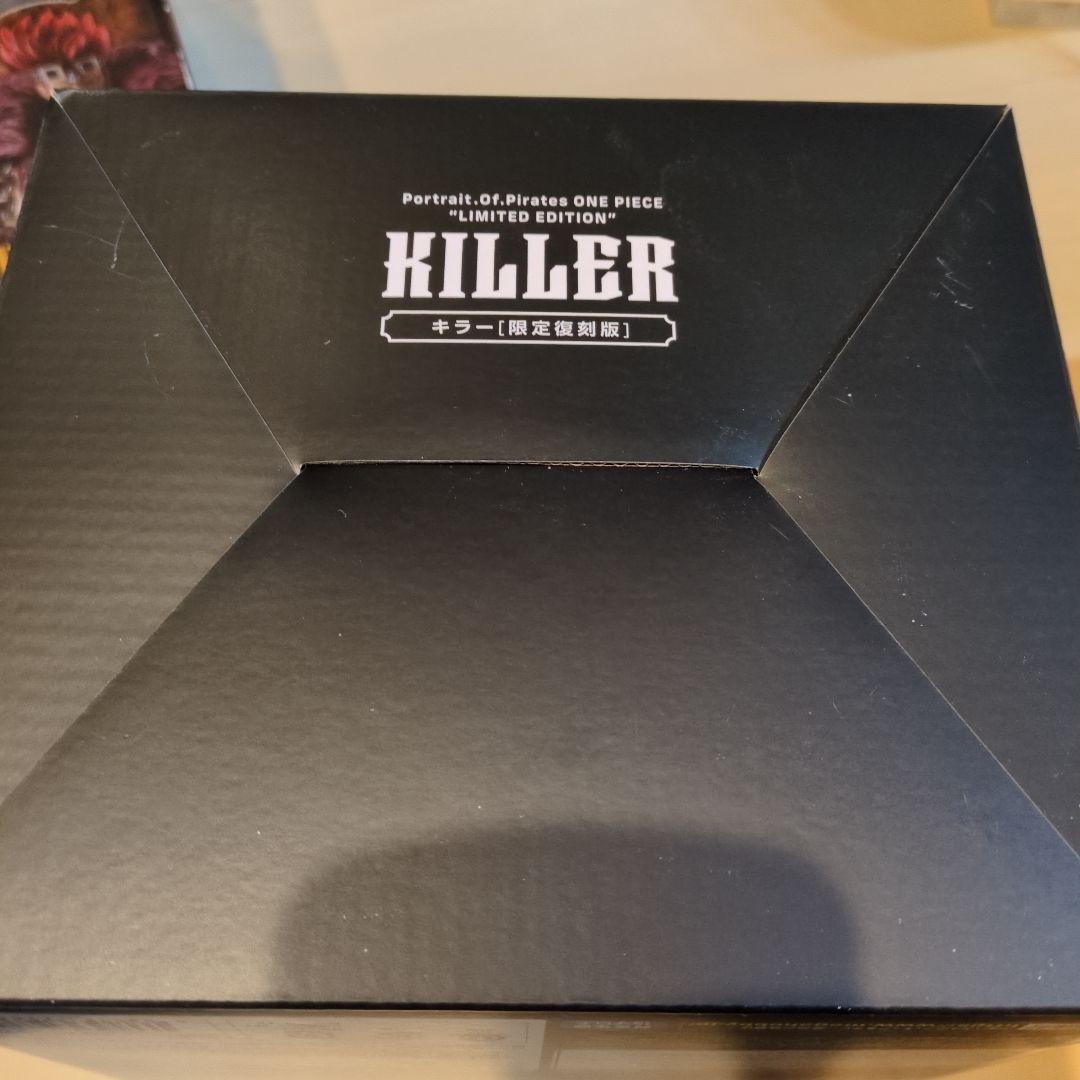 Portrait.Of.Pirates ONE PIECE
"LIMITED EDITION"
KILLER
キラー[限定復刻版]